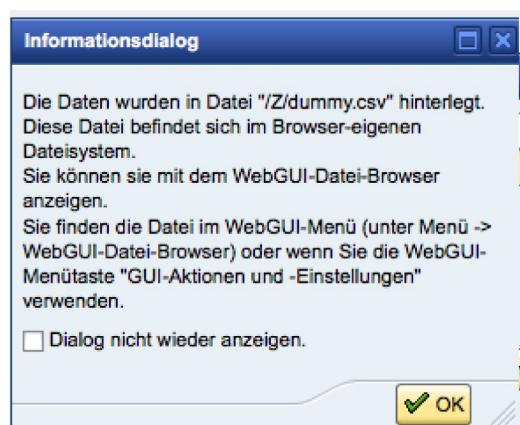 Informationsdialog
Die Daten wurden in Datei "/Z/dummy.csv" hinterlegt.
Diese Datei befindet sich im Browser-eigenen
Dateisystem.
Sie können sie mit dem WebGUI-Datei-Browser
anzeigen.
Sie finden die Datei im WebGUI-Menü (unter Menü ->
WebGUI-Datei-Browser) oder wenn Sie die WebGUI-
Menütaste "GUI-Aktionen und -Einstellungen"
verwenden.
Dialog nicht wieder anzeigen.
OK